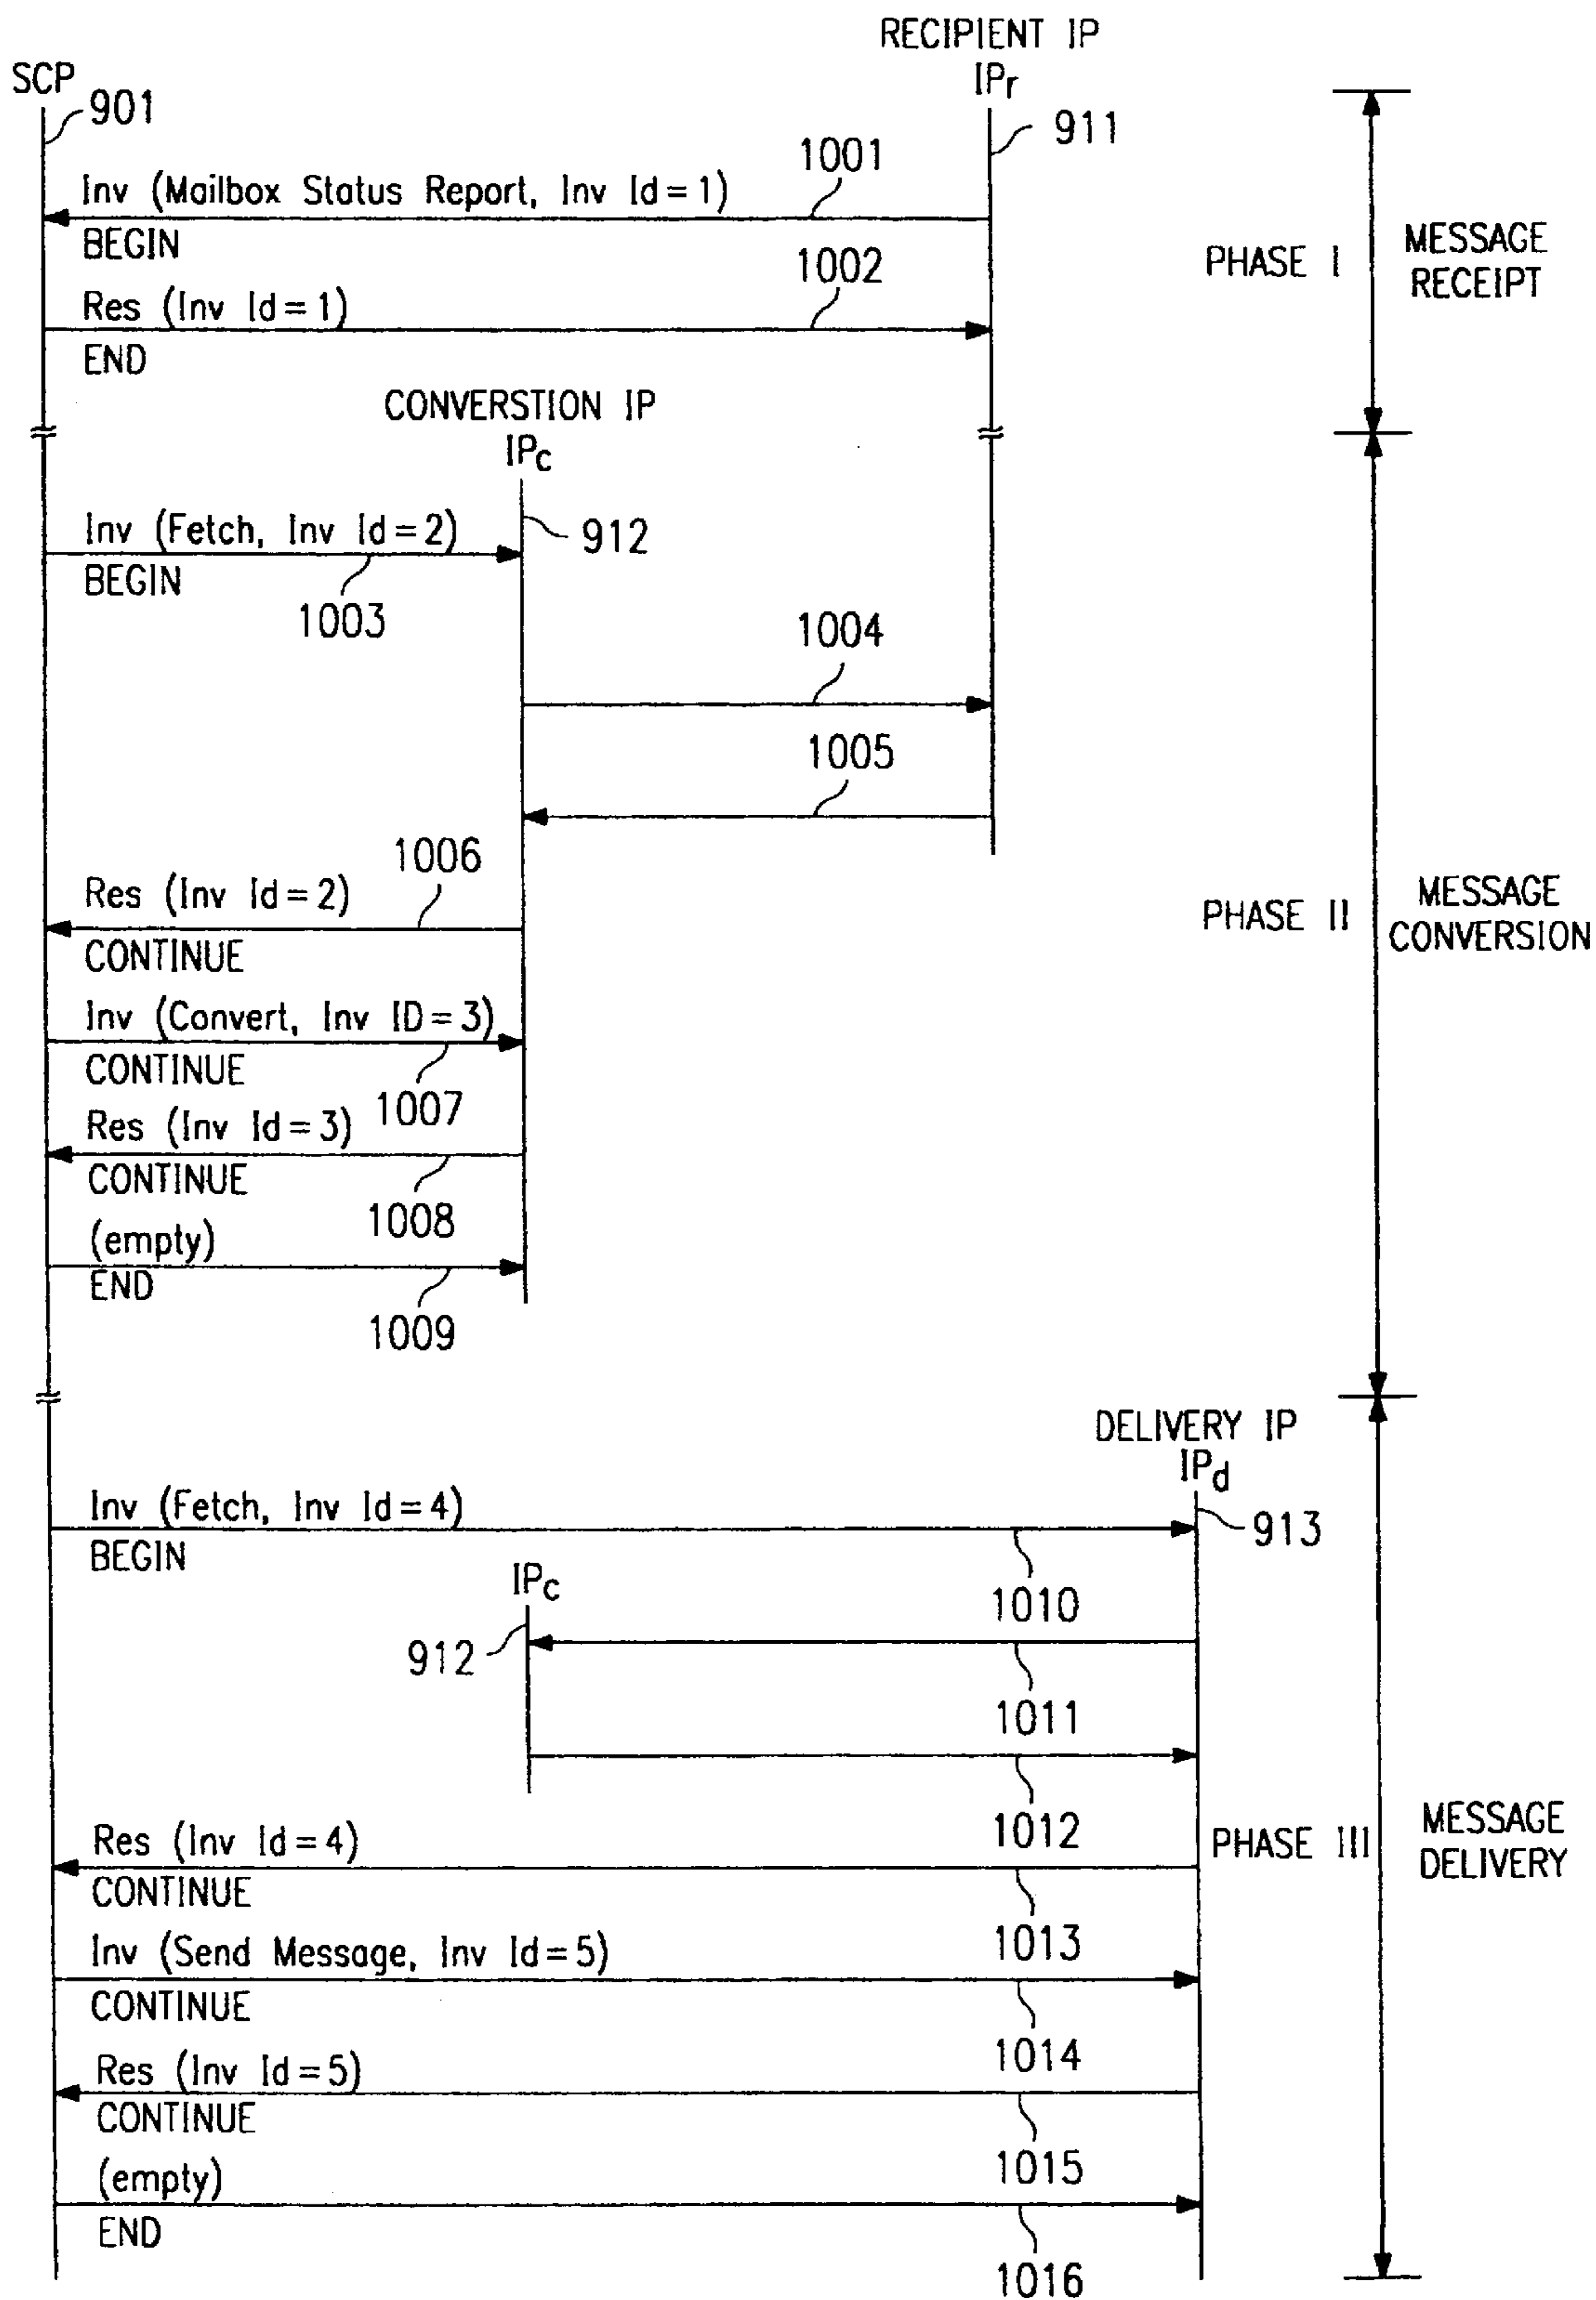 RECIPIENT IP
SCP
IPr
901
911
1001
Inv (Mailbox Status Report, Inv Id=1)
BEGIN
1002
Res (Inv Id=1)
END
PHASE I
MESSAGE
RECEIPT
CONVERSTION IP
IPc
Inv (Fetch, Inv Id=2)
912
BEGIN
1003
1004
1005
1006
Res (Inv Id=2)
CONTINUE
PHASE II
MESSAGE
CONVERSION
Inv (Convert, Inv ID=3)
CONTINUE
1007
Res (Inv Id=3)
CONTINUE
1008
(empty)
END
1009
DELIVERY IP
IPd
Inv (Fetch, Inv Id=4)
913
BEGIN
IPc
1010
912
1011
1012
Res (Inv Id=4)
CONTINUE
PHASE III
MESSAGE
DELIVERY
1013
Inv (Send Message, Inv Id=5)
CONTINUE
1014
Res (Inv Id=5)
CONTINUE
1015
(empty)
END
1016